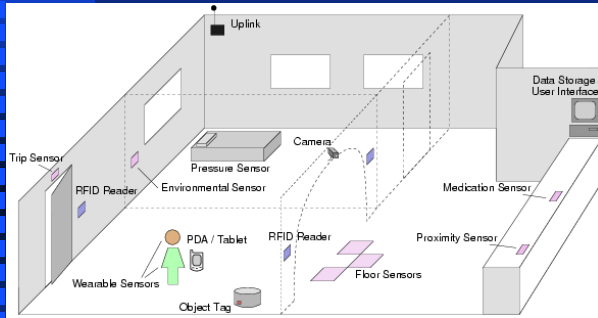 Uplink
Data Storage
User Interface
Camera
Trip Sensor
Pressure Sensor
RFID Reader
Environmental Sensor
Medication Sensor
PDA / Tablet
RFID Reader
Proximity Sensor
Wearable Sensors
Floor Sensors
Object Tag